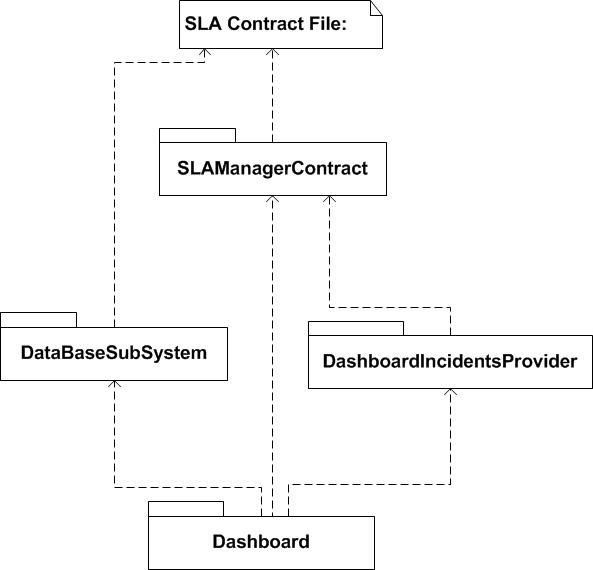 SLA Contract File:
SLAManagerContract
DataBaseSubSystem
DashboardIncidentsProvider
Dashboard